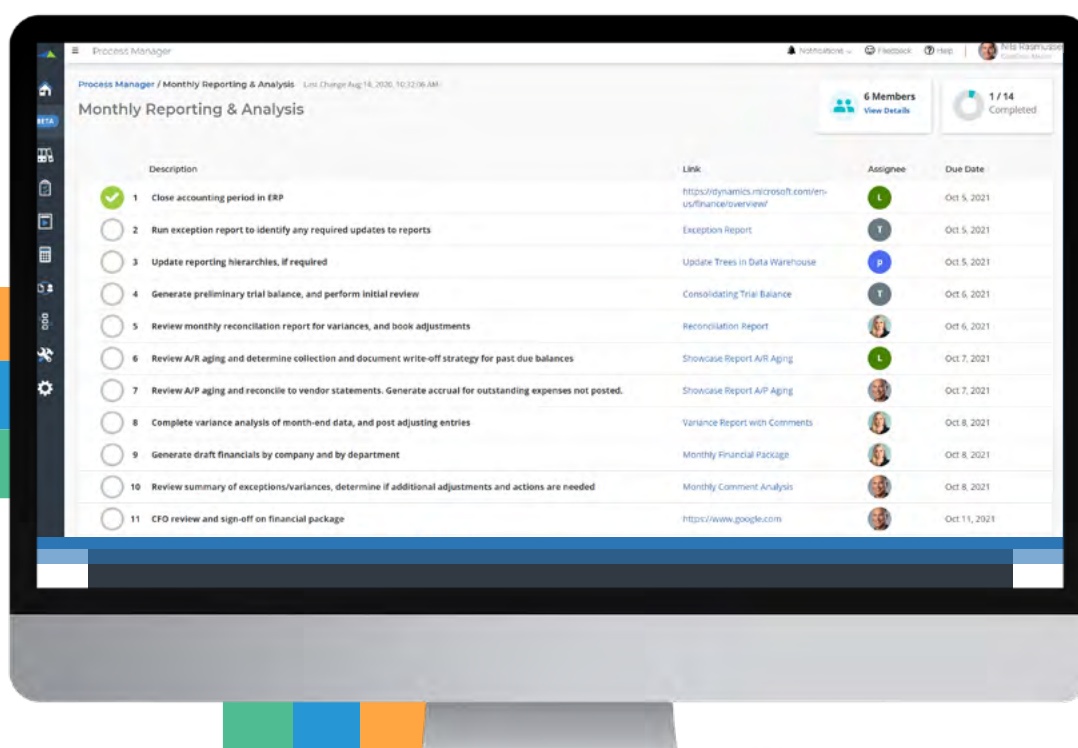 Process Manager
Notifications
Feedback
Help
Nils Rasmusse
Process Manager / Monthly Reporting & Analysis
Monthly Reporting & Analysis
6 Members
View Details
1 / 14
Completed
BETA
Description Link Assignee Due Date
1 Close accounting period in ERP https://dynamics.microsoft.com/en-
us/finance/overview/ L Oct 5, 2021
2 Run exception report to identify any required updates to reports Exception Report T Oct 5, 2021
3 Update reporting hierarchies, if required Update Trees in Data Warehouse p Oct 5, 2021
4 Generate preliminary trial balance, and perform initial review Consolidating Trial Balance T Oct 6, 2021
5 Review monthly reconcilation report for variances, and book adjustments Reconciliation Report Oct 6, 2021
6 Review A/R aging and determine collection and document write-off strategy for past due balances Showcase Report A/R Aging L Oct 7, 2021
7 Review A/P aging and reconcile to vendor statements. Generate accrual for outstanding expenses not posted. Showcase Report A/P Aging Oct 7, 2021
8 Complete variance analysis of month-end data, and post adjusting entries Variance Report with Comments Oct 8, 2021
9 Generate draft financials by company and by department Monthly Financial Package Oct 8, 2021
10 Review summary of exceptions/variances, determine if additional adjustments and actions are needed Monthly Comment Analysis Oct 8, 2021
11 CFO review and sign-off on financial package https://www.google.com Oct 11, 2021